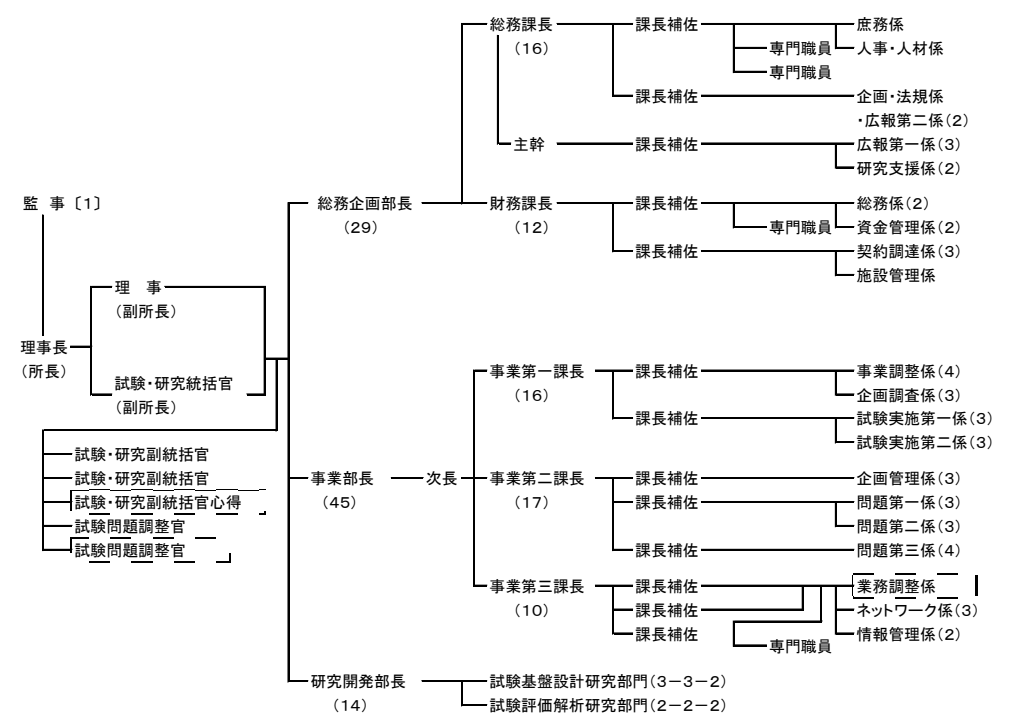 監 事〔1〕
理事長
(所長)
理 事
(副所長)
試験・研究統括官
(副所長)
試験・研究副統括官
試験・研究副統括官
試験・研究副統括官心得
試験問題調整官
試験問題調整官
総務企画部長
(29)
総務課長
(16)
課長補佐
専門職員
専門職員
庶務係
人事・人材係
課長補佐
企画・法規係
・広報第二係(2)
主幹
課長補佐
広報第一係(3)
研究支援係(2)
財務課長
(12)
課長補佐
専門職員
総務係(2)
資金管理係(2)
課長補佐
契約調達係(3)
施設管理係
事業部長
(45)
次長
事業第一課長
(16)
課長補佐
事業調整係(4)
企画調査係(3)
課長補佐
試験実施第一係(3)
試験実施第二係(3)
事業第二課長
(17)
課長補佐
企画管理係(3)
課長補佐
問題第一係(3)
問題第二係(3)
課長補佐
問題第三係(4)
事業第三課長
(10)
課長補佐
課長補佐
課長補佐
専門職員
業務調整係
ネットワーク係(3)
情報管理係(2)
研究開発部長
(14)
試験基盤設計研究部門(3-3-2)
試験評価解析研究部門(2-2-2)